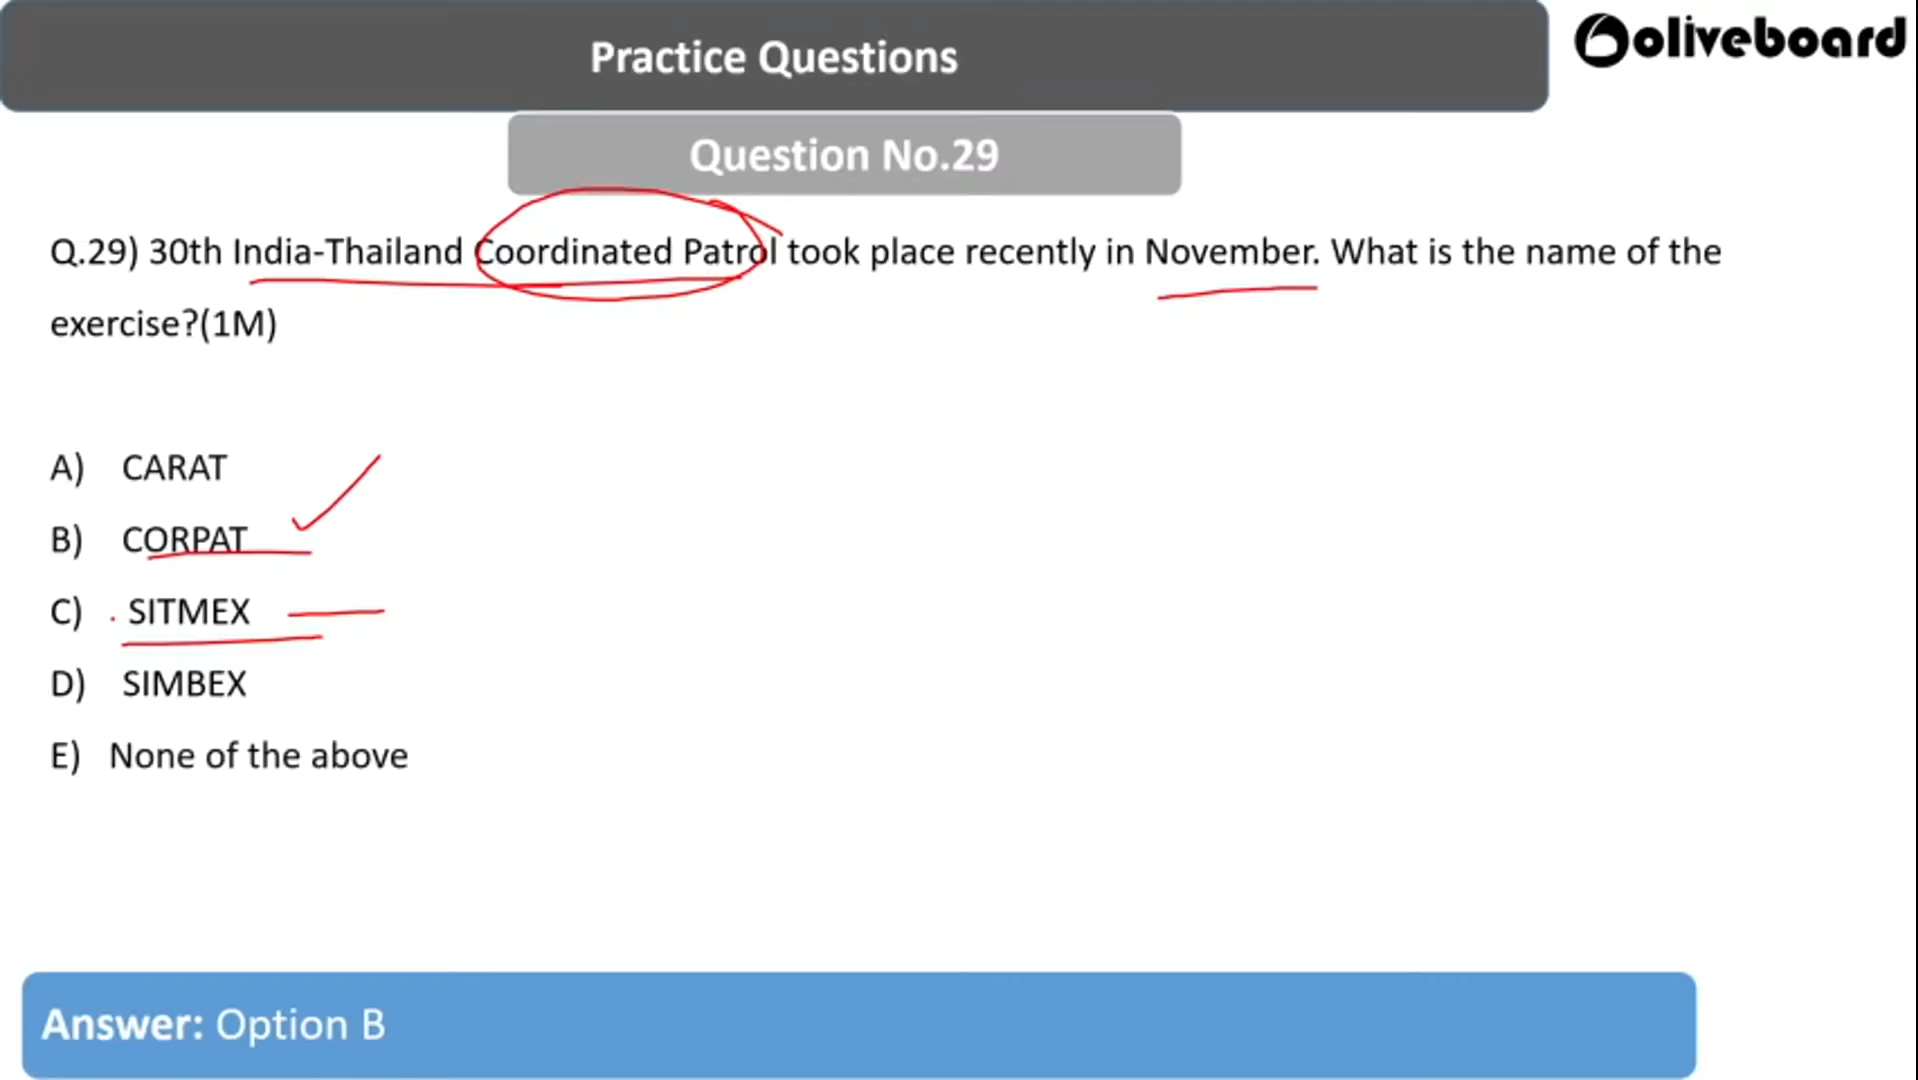 Practice Questions
oliveboard
Question No.29
Q.29) 30th India-Thailand Coordinated Patrol took place recently in November. What is the name of the
exercise?(1M)
A) CARAT
B) CORPAT
C) SITMEX
D) SIMBEX
E) None of the above
Answer: Option B